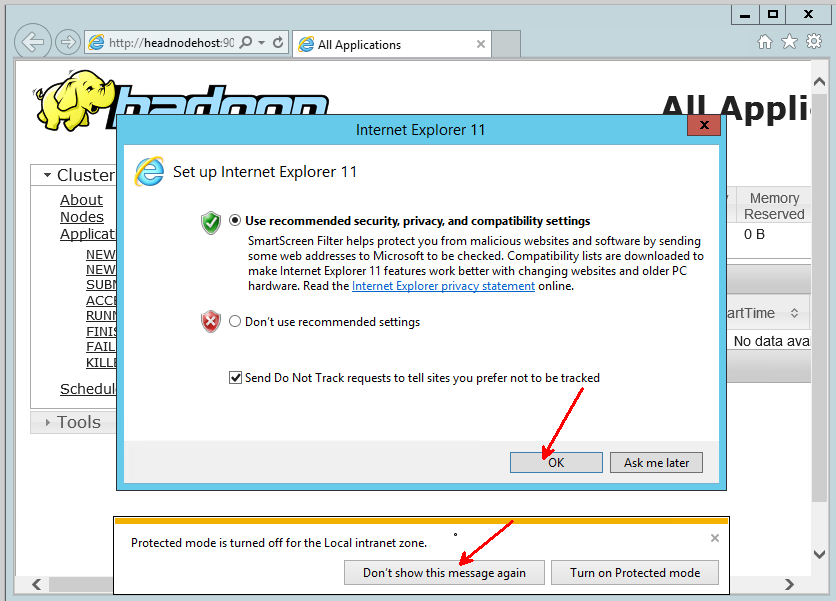 http://headnodehost:90
All Applications
hadoop
All Appli
Internet Explorer 11
X
Set up Internet Explorer 11
Use recommended security, privacy, and compatibility settings
SmartScreen Filter helps protect you from malicious websites and software by sending
some web addresses to Microsoft to be checked. Compatibility lists are downloaded to
make Internet Explorer 11 features work better with changing websites and older PC
hardware. Read the Internet Explorer privacy statement online.
Don't use recommended settings
Send Do Not Track requests to tell sites you prefer not to be tracked
OK
Ask me later
Cluster
About
Nodes
Applicat
NEW
NEW
SUBM
ACCE
RUNN
FINIS
FAIL
KILLE
Schedul
Tools
Memory
Reserved
0 B
artTime
No data ava
Protected mode is turned off for the Local intranet zone.
Don't show this message again
Turn on Protected mode